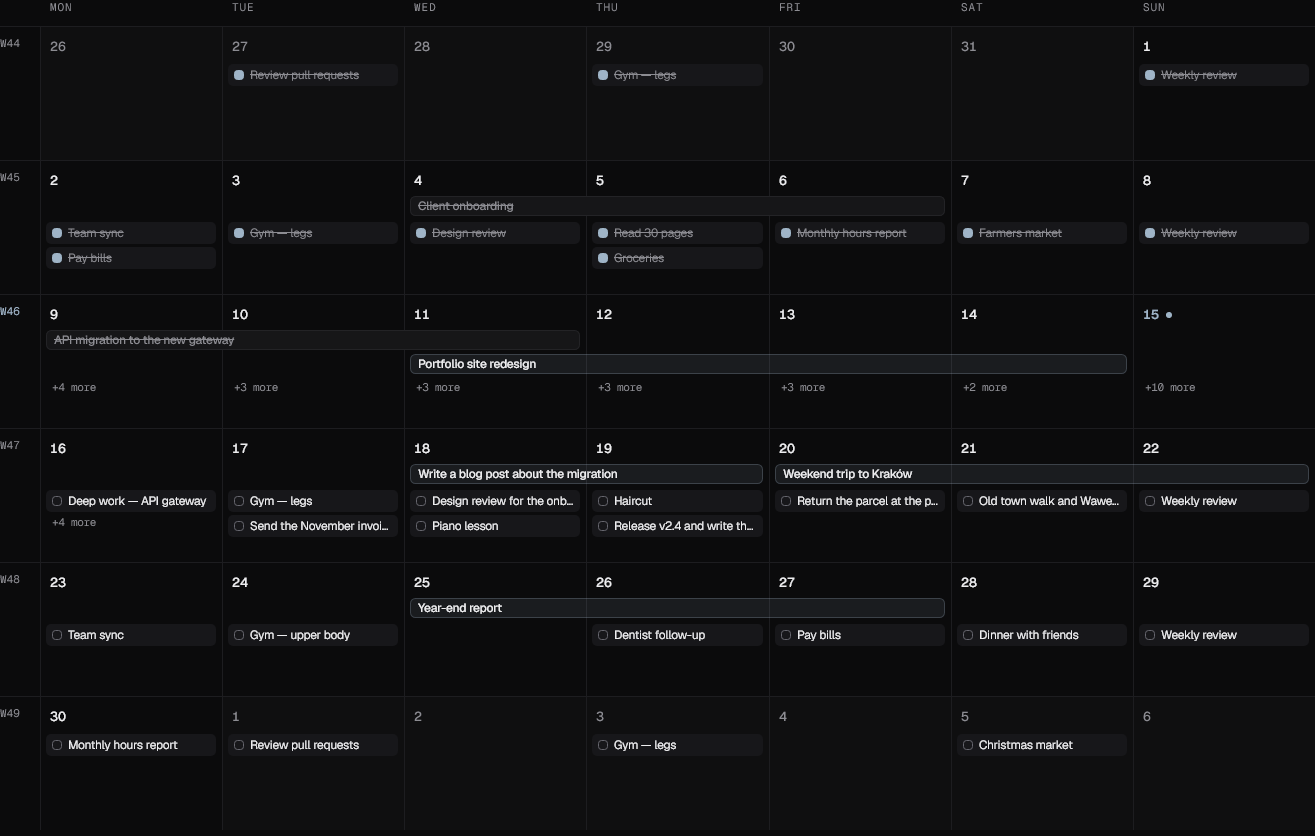 MON TUE WED THU FRI SAT SUN
W44 26 27 28 29 30 31 1
Review pull requests Gym — legs Weekly review
W45 2 3 4 5 6 7 8
Client onboarding
Team sync Gym — legs Design review Read 30 pages Monthly hours report Farmers market Weekly review
Pay bills Groceries
W46 9 10 11 12 13 14 15
API migration to the new gateway
Portfolio site redesign
+4 more +3 more +3 more +3 more +3 more +2 more +10 more
W47 16 17 18 19 20 21 22
Write a blog post about the migration Weekend trip to Kraków
Deep work — API gateway Gym — legs Design review for the onb… Haircut Return the parcel at the p… Old town walk and Wawe… Weekly review
+4 more Send the November invoi… Piano lesson Release v2.4 and write th…
W48 23 24 25 26 27 28 29
Year-end report
Team sync Gym — upper body Dentist follow-up Pay bills Dinner with friends Weekly review
W49 30 1 2 3 4 5 6
Monthly hours report Review pull requests Gym — legs Christmas market